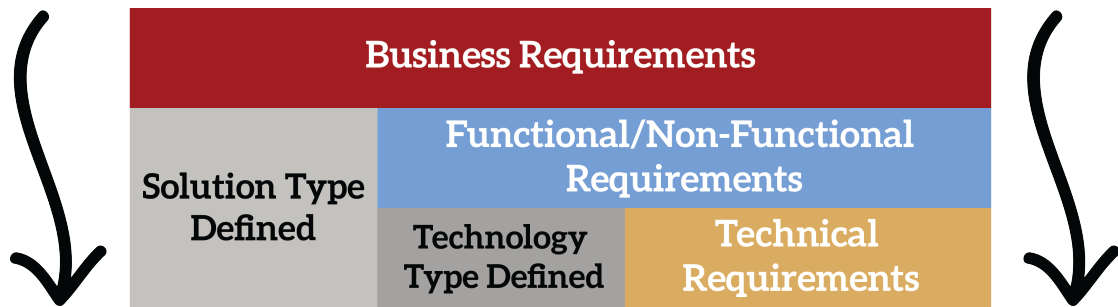 Business Requirements
Functional/Non-Functional
Requirements
Solution Type
Defined
Technology
Type Defined
Technical
Requirements